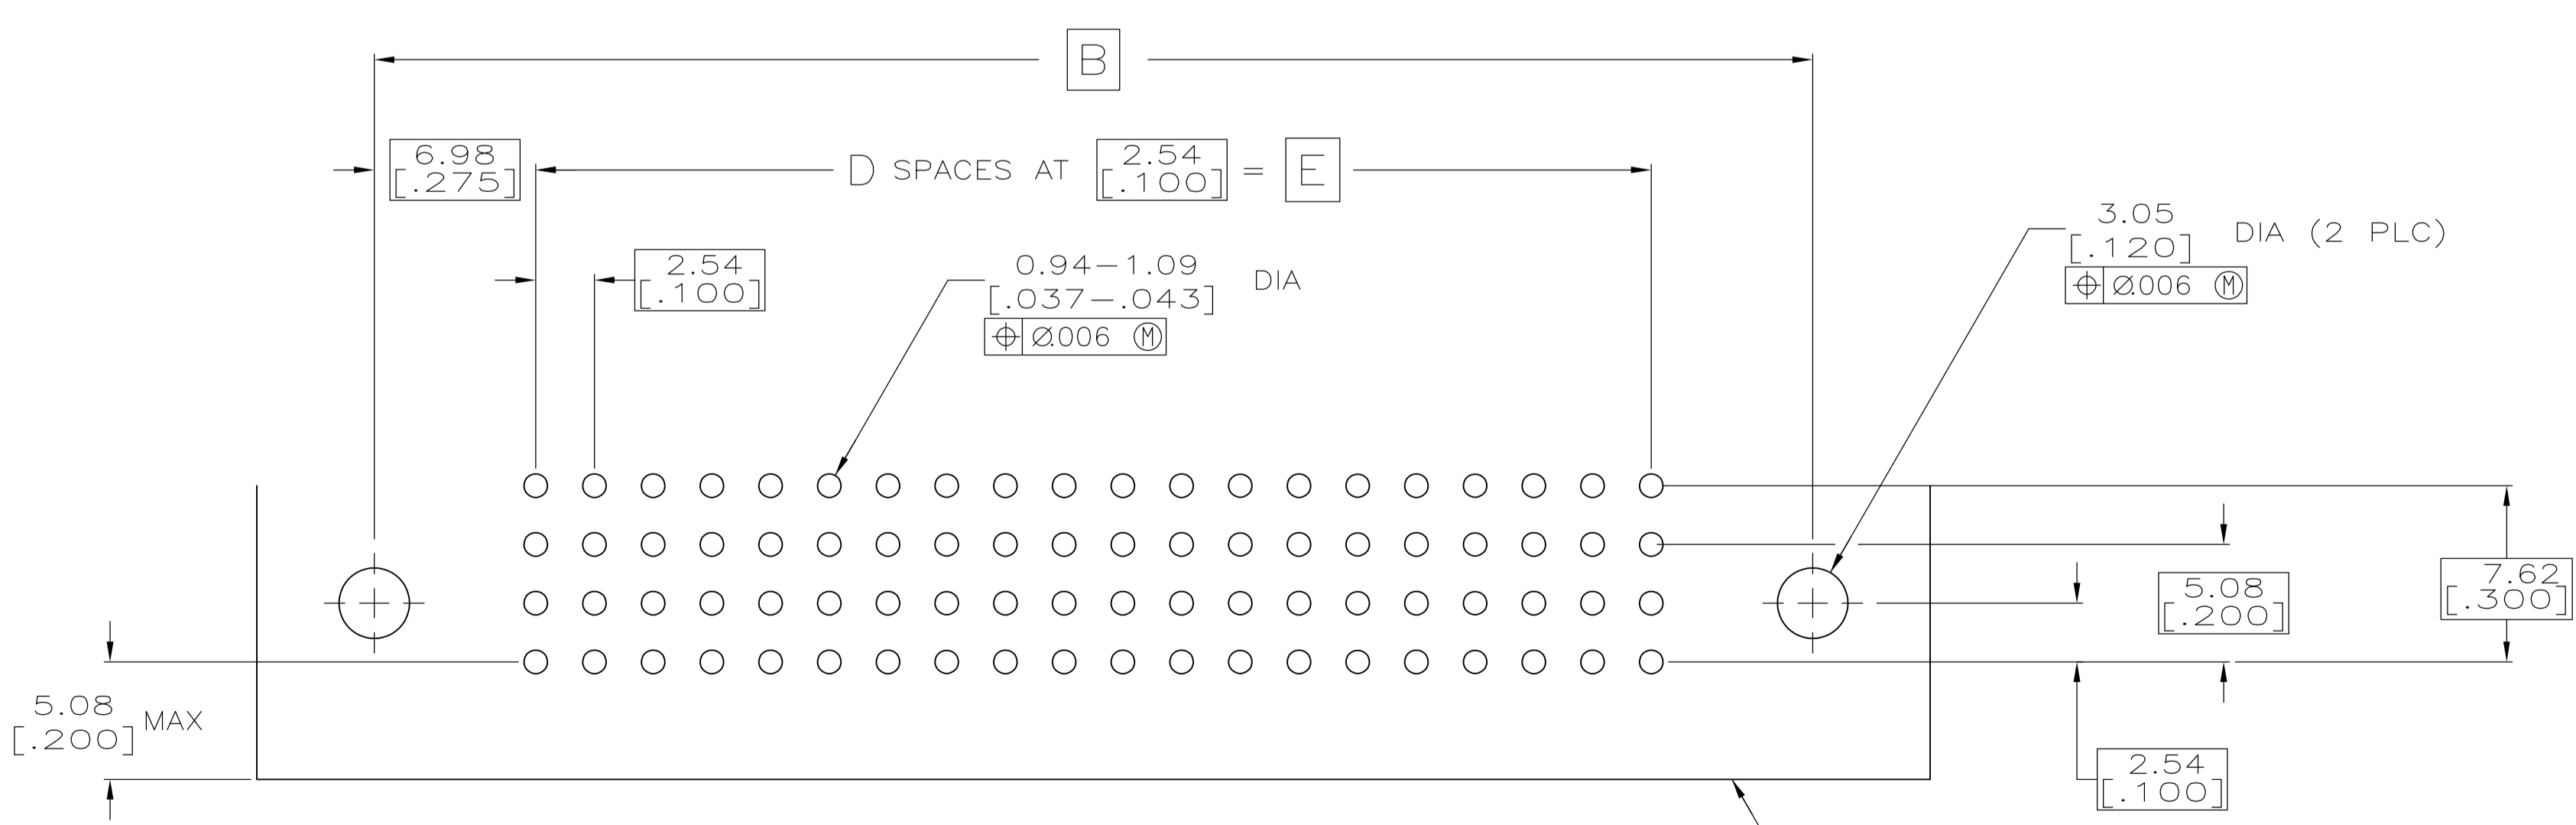 B
6.98
[.275]
D SPACES AT 2.54 [.100] = E
2.54
[.100]
0.94-1.09
[.037-.043] DIA
⌖ Ø.006 Ⓜ
3.05
[.120] DIA (2 PLC)
⌖ Ø.006 Ⓜ
7.62
[.300]
5.08
[.200]
5.08
[.200] MAX
2.54
[.100]